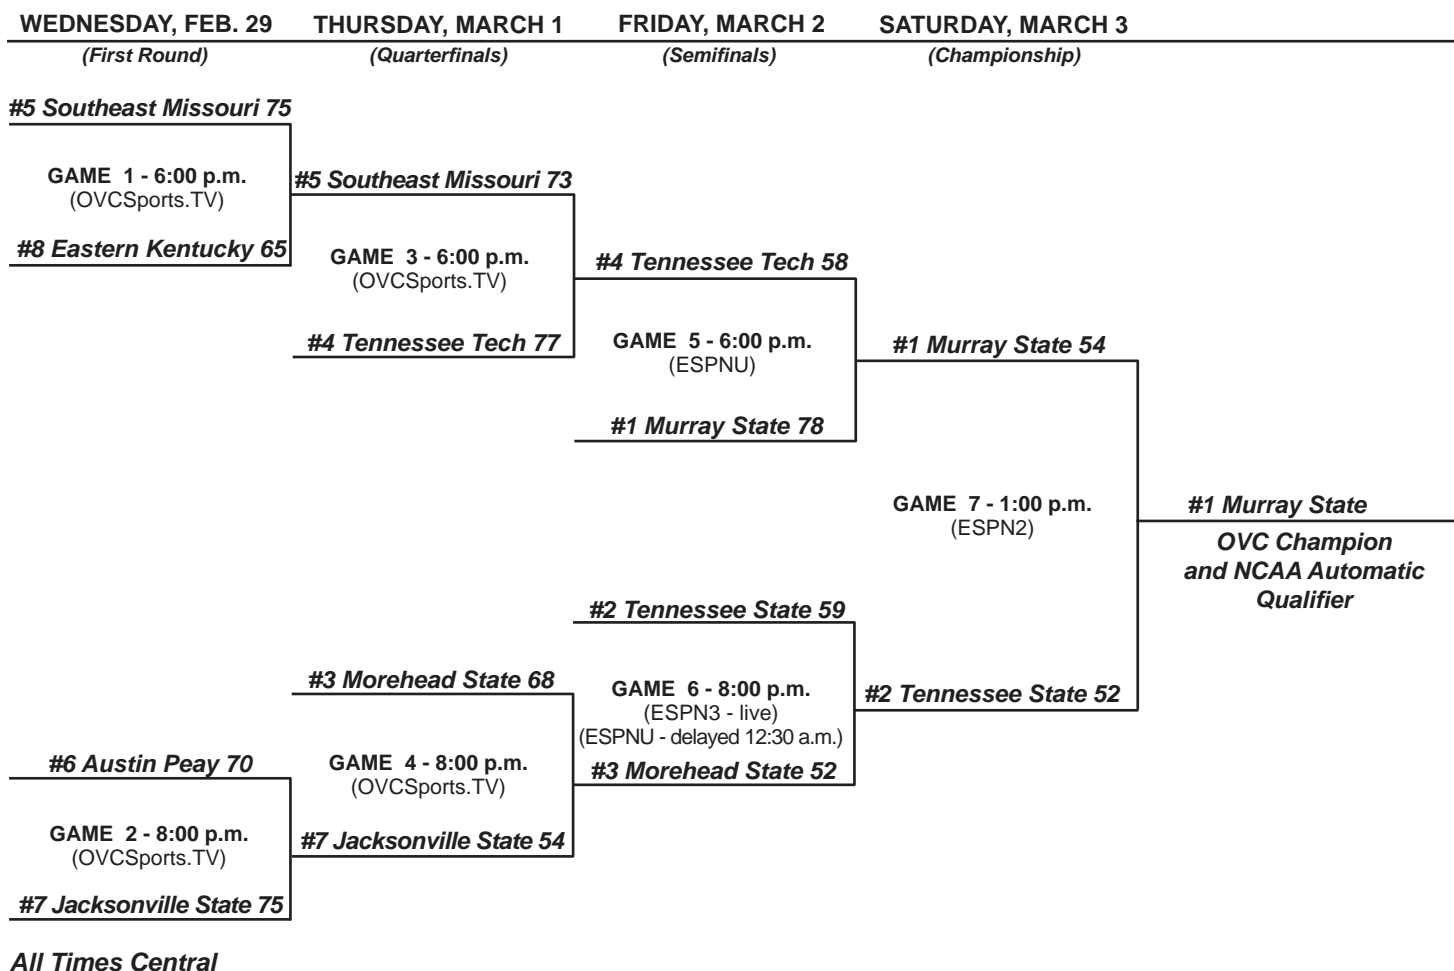 WEDNESDAY, FEB. 29
(First Round)
THURSDAY, MARCH 1
(Quarterfinals)
FRIDAY, MARCH 2
(Semifinals)
SATURDAY, MARCH 3
(Championship)
#5 Southeast Missouri 75
GAME 1 - 6:00 p.m.
(OVCSports.TV)
#8 Eastern Kentucky 65
#6 Austin Peay 70
GAME 2 - 8:00 p.m.
(OVCSports.TV)
#7 Jacksonville State 75
#5 Southeast Missouri 73
GAME 3 - 6:00 p.m.
(OVCSports.TV)
#4 Tennessee Tech 77
#3 Morehead State 68
GAME 4 - 8:00 p.m.
(OVCSports.TV)
#7 Jacksonville State 54
#4 Tennessee Tech 58
GAME 5 - 6:00 p.m.
(ESPNU)
#1 Murray State 78
#2 Tennessee State 59
GAME 6 - 8:00 p.m.
(ESPN3 - live)
(ESPNU - delayed 12:30 a.m.)
#3 Morehead State 52
#1 Murray State 54
GAME 7 - 1:00 p.m.
(ESPN2)
#2 Tennessee State 52
#1 Murray State
OVC Champion
and NCAA Automatic
Qualifier
All Times Central